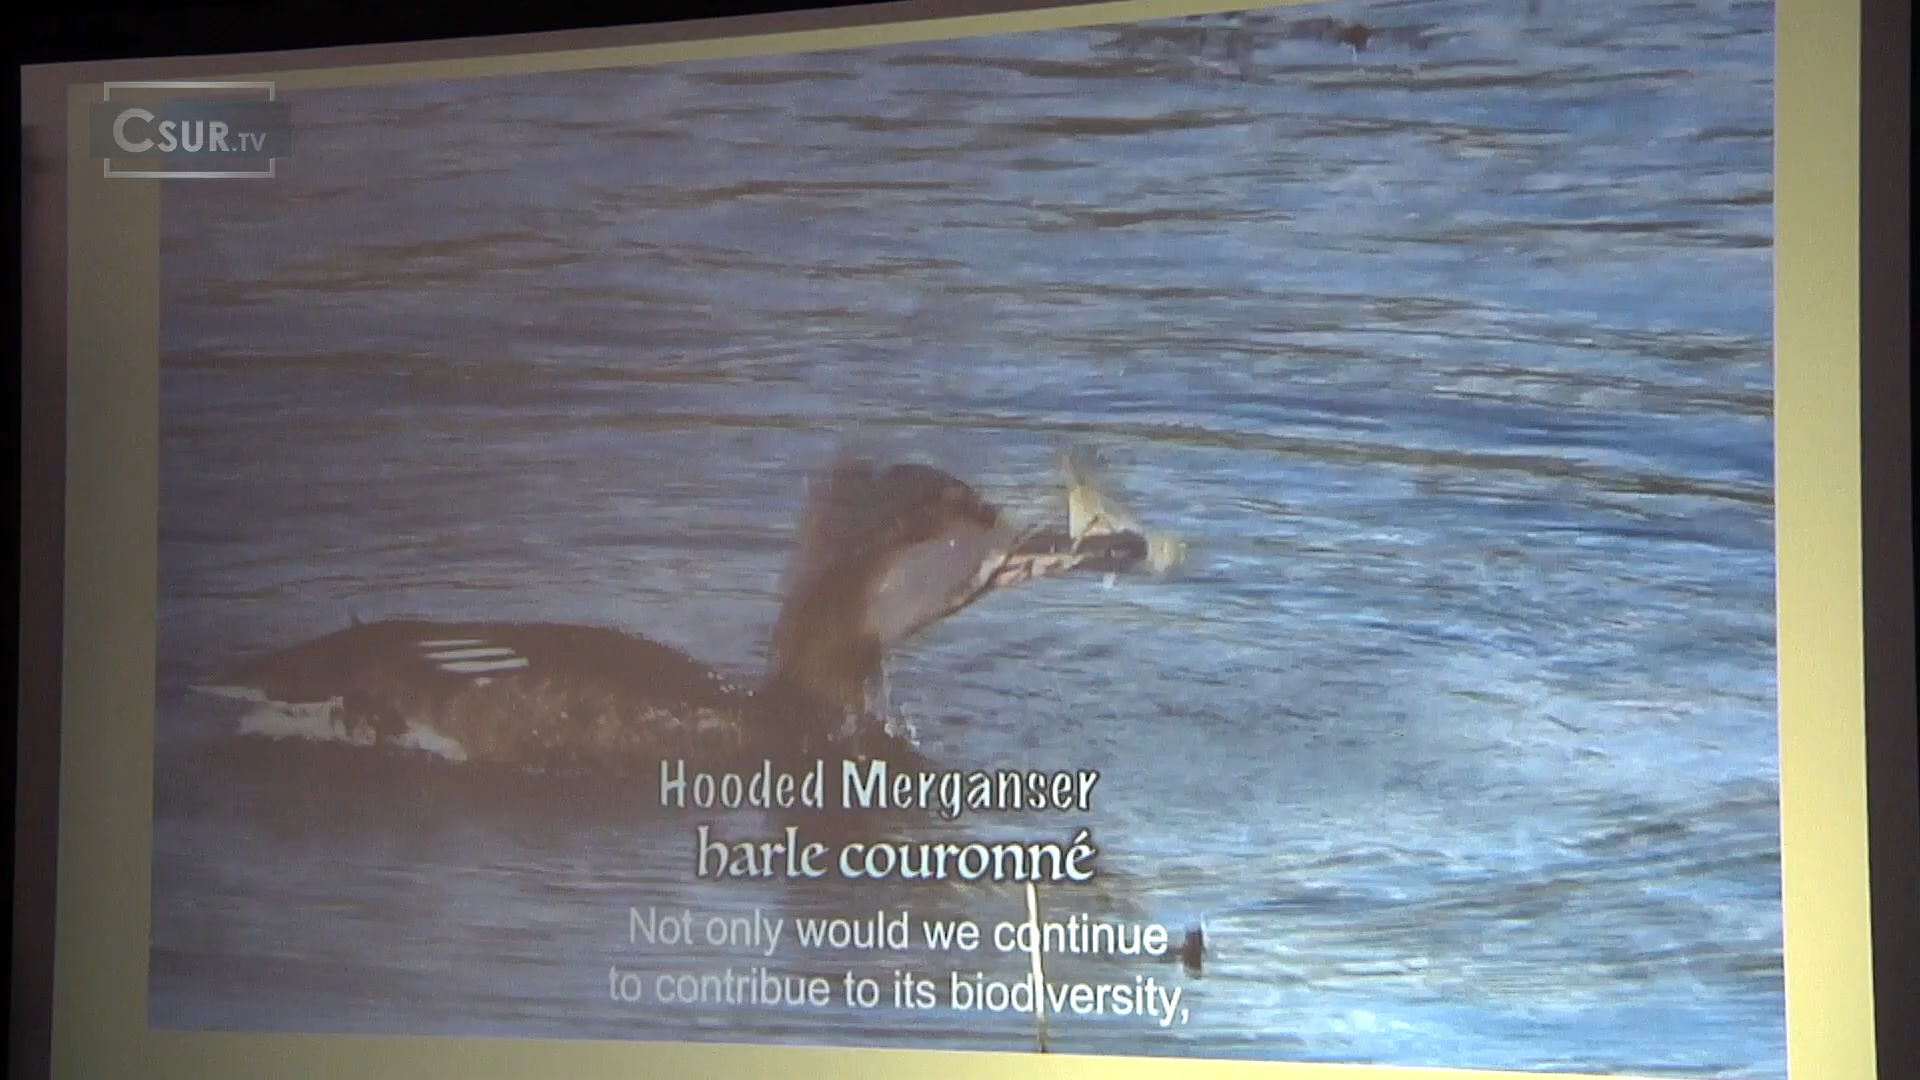 CSUR.TV
Hooded Merganser
harle couronné
Not only would we continue
to contribue to its biodiversity,